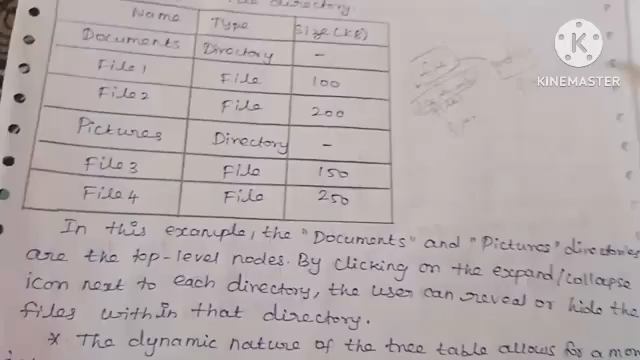 the directory.
Name Type Size (KB)
Documents Directory -
File 1 File 100
File 2 File 200
Pictures Directory -
File 3 File 150
File 4 File 250
In this example, the "Documents" and "Pictures" directories
are the top-level nodes. By clicking on the expand/collapse
icon next to each directory, the user can reveal or hide the
files within that directory.
* The dynamic nature of the tree table allows for a mor
KINEMASTER